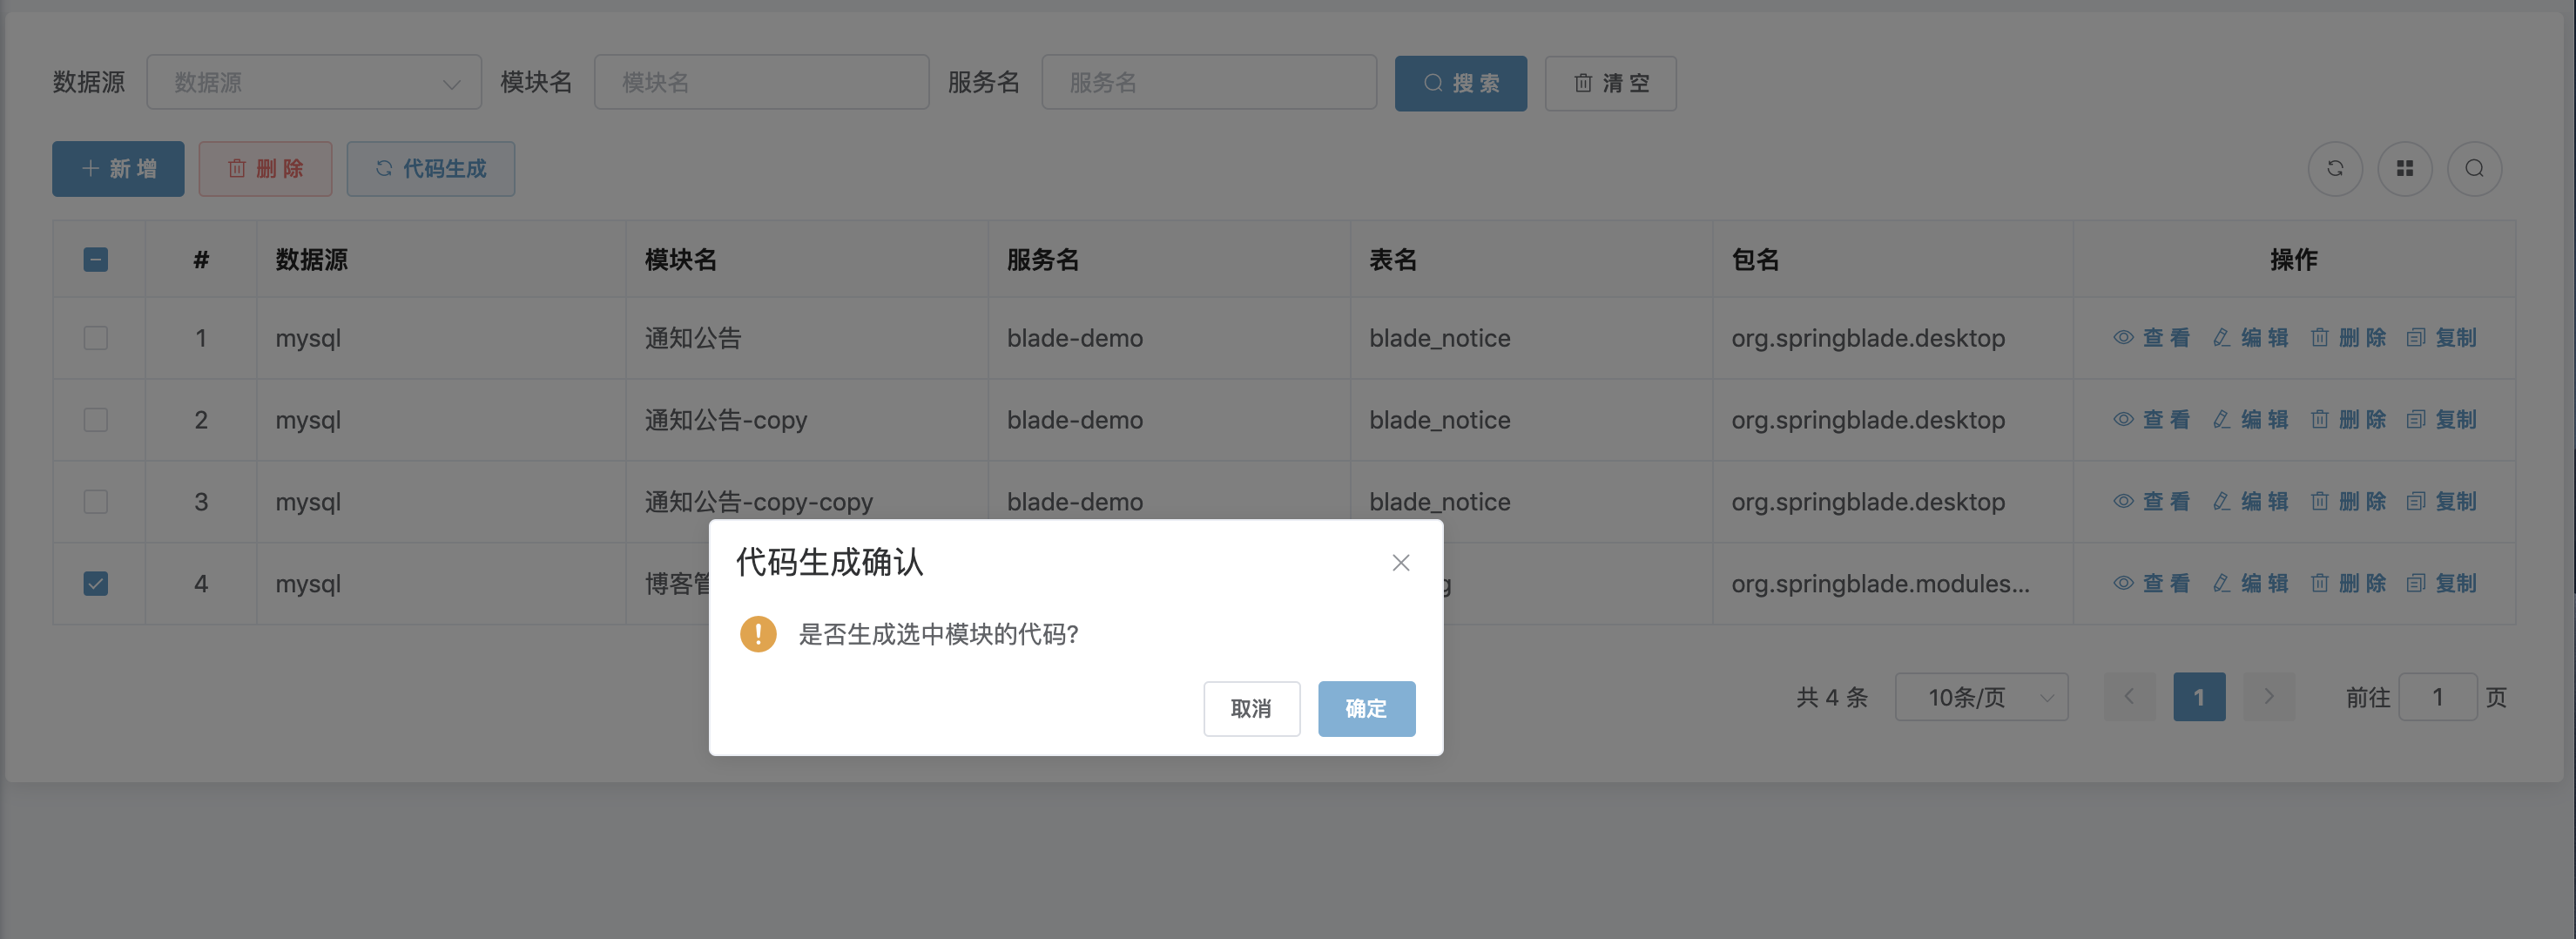 数据源 数据源 模块名 模块名 服务名 服务名 搜 索 清 空
新 增 删 除 代码生成
# 数据源 模块名 服务名 表名 包名 操作
1 mysql 通知公告 blade-demo blade_notice org.springblade.desktop 查 看 编 辑 删 除 复制
2 mysql 通知公告-copy blade-demo blade_notice org.springblade.desktop 查 看 编 辑 删 除 复制
3 mysql 通知公告-copy-copy blade-demo blade_notice org.springblade.desktop 查 看 编 辑 删 除 复制
4 mysql 博客管 g org.springblade.modules... 查 看 编 辑 删 除 复制
代码生成确认
是否生成选中模块的代码?
取消 确定
共 4 条 10条/页 1 前往 1 页